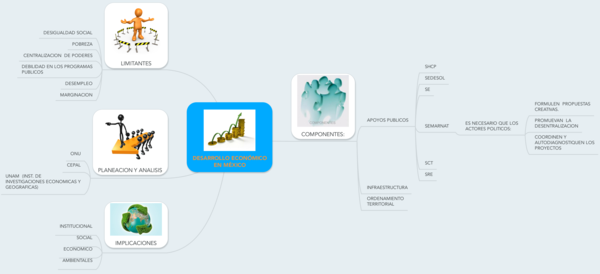 DESARROLLO ECONÓMICO
EN MÉXICO
LIMITANTES
DESIGUALDAD SOCIAL
POBREZA
CENTRALIZACION DE PODERES
DEBILIDAD EN LOS PROGRAMAS
PUBLICOS
DESEMPLEO
MARGINACION
PLANEACION Y ANALISIS
ONU
CEPAL
UNAM (INST. DE
INVESTIGACIONES ECONOMICAS Y
GEOGRAFICAS).
IMPLICACIONES
INSTITUCIONAL
SOCIAL
ECONOMICO
AMBIENTALES
COMPONENTES:
APOYOS PUBLICOS
SHCP
SEDESOL
SE
SEMARNAT
ES NECESARIO QUE LOS
ACTORES POLITICOS:
FORMULEN PROPUESTAS
CREATIVAS.
PROMUEVAN LA
DESENTRALIZACION
COORDINEN Y
AUTODIAGNOSTIQUEN LOS
PROYECTOS
SCT
SRE
INFRAESTRUCTURA
ORDENAMIENTO
TERRITORIAL